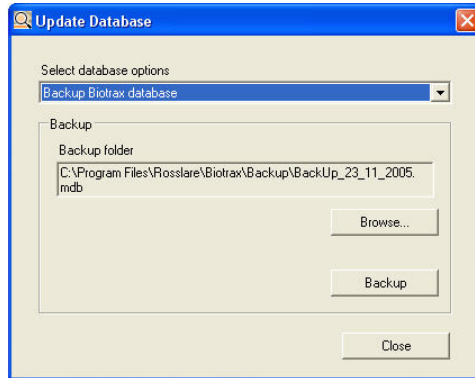 Update Database
Select database options
Backup Biotrax database
Backup
Backup folder
C:\Program Files\Rosslare\Biotrax\Backup\BackUp_23_11_2005.
mdb
Browse...
Backup
Close